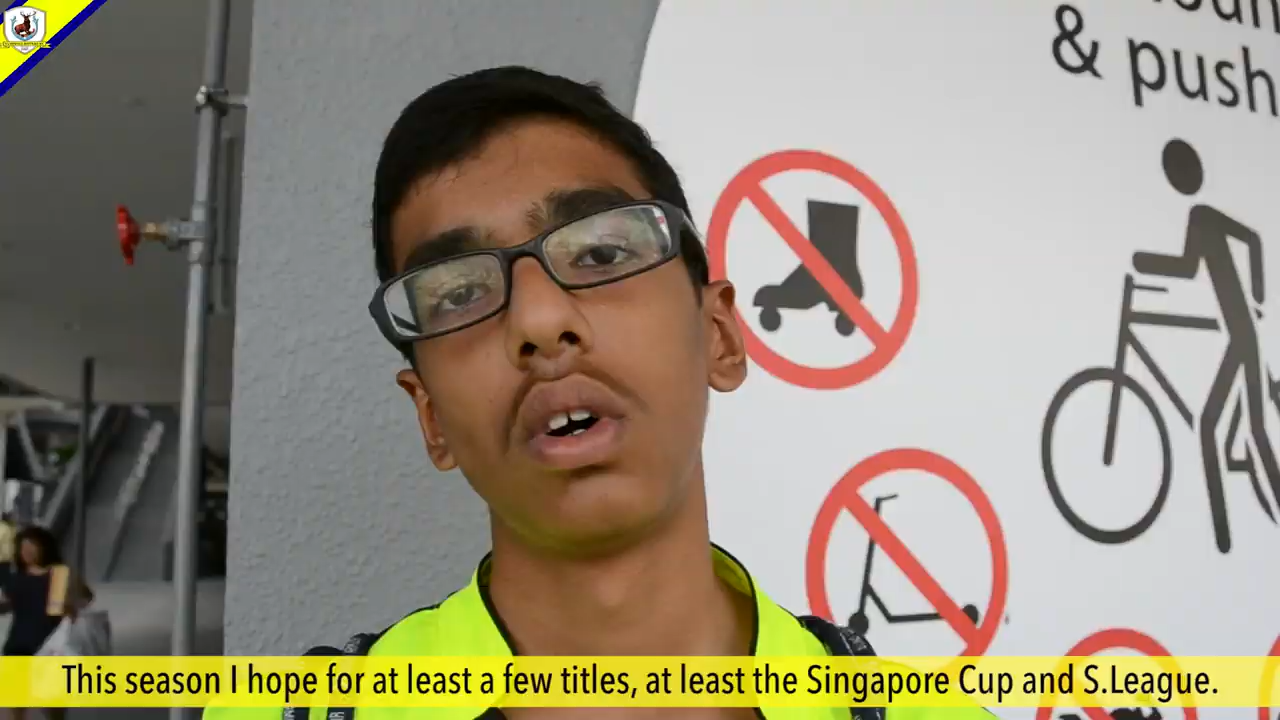 & push
This season I hope for at least a few titles, at least the Singapore Cup and S.League.